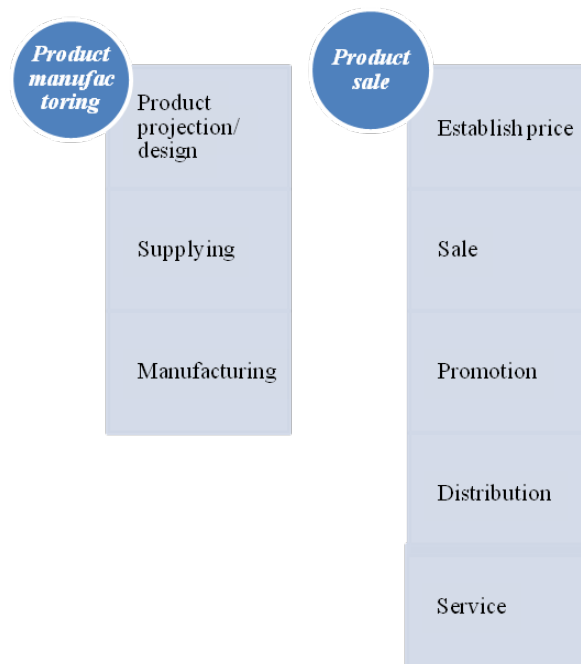 Product
manufac
toring
Product
projection/
design
Supplying
Manufacturing
Product
sale
Establish price
Sale
Promotion
Distribution
Service